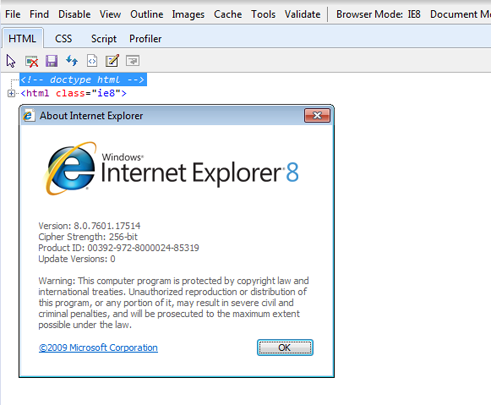 File Find Disable View Outline Images Cache Tools Validate Browser Mode: IE8 Document Mo
HTML CSS Script Profiler
<!-- doctype html -->
<html class="ie8">
About Internet Explorer
Windows®
Internet Explorer 8
Version: 8.0.7601.17514
Cipher Strength: 256-bit
Product ID: 00392-972-8000024-85319
Update Versions: 0
Warning: This computer program is protected by copyright law and
international treaties. Unauthorized reproduction or distribution of
this program, or any portion of it, may result in severe civil and
criminal penalties, and will be prosecuted to the maximum extent
possible under the law.
©2009 Microsoft Corporation OK